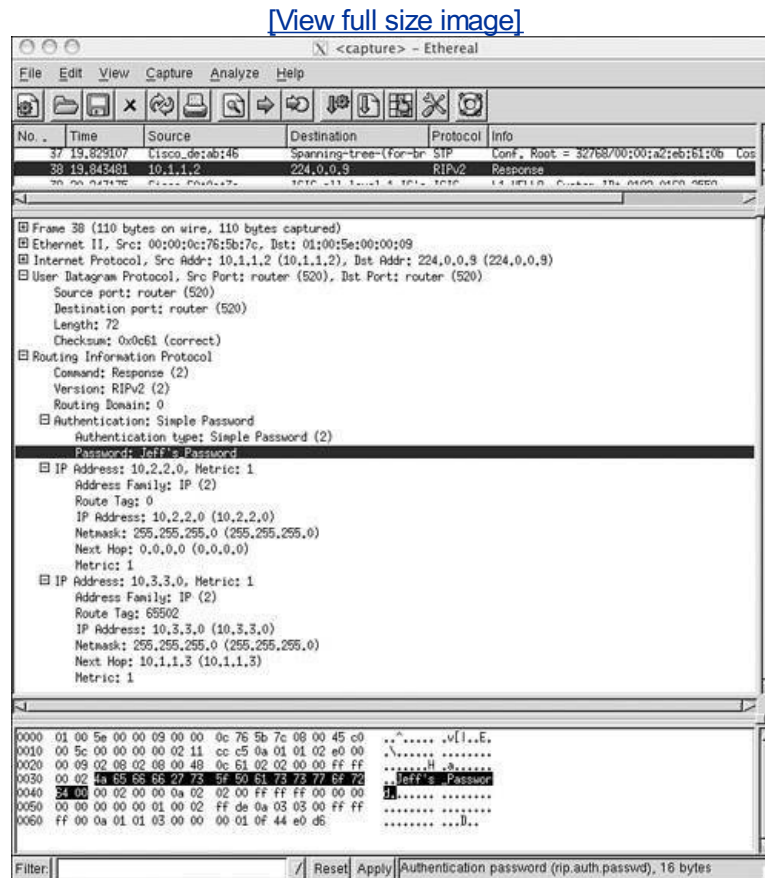 [View full size image]
<capture> - Ethereal
File Edit View Capture Analyze Help
No. . Time Source Destination Protocol Info
37 19.829107 Cisco_de:ab:46 Spanning-tree-(for-br STP Conf. Root = 32768/00:00:a2:eb:61:0b Cos
38 19.843481 10.1.1.2 224.0.0.9 RIPv2 Response
Frame 38 (110 bytes on wire, 110 bytes captured)
Ethernet II, Src: 00:00:0c:76:5b:7c, Dst: 01:00:5e:00:00:09
Internet Protocol, Src Addr: 10.1.1.2 (10.1.1.2), Dst Addr: 224.0.0.9 (224.0.0.9)
User Datagram Protocol, Src Port: router (520), Dst Port: router (520)
Source port: router (520)
Destination port: router (520)
Length: 72
Checksum: 0x0c61 (correct)
Routing Information Protocol
Command: Response (2)
Version: RIPv2 (2)
Routing Domain: 0
Authentication: Simple Password
Authentication type: Simple Password (2)
Password: Jeff's_Password
IP Address: 10.2.2.0, Metric: 1
Address Family: IP (2)
Route Tag: 0
IP Address: 10.2.2.0 (10.2.2.0)
Netmask: 255.255.255.0 (255.255.255.0)
Next Hop: 0.0.0.0 (0.0.0.0)
Metric: 1
IP Address: 10.3.3.0, Metric: 1
Address Family: IP (2)
Route Tag: 65502
IP Address: 10.3.3.0 (10.3.3.0)
Netmask: 255.255.255.0 (255.255.255.0)
Next Hop: 10.1.1.3 (10.1.1.3)
Metric: 1
0000 01 00 5e 00 00 09 00 00 0c 76 5b 7c 08 00 45 c0 ..^..... .v[|..E.
0010 00 5c 00 00 00 00 02 11 cc c5 0a 01 01 02 e0 00 .\...... ........
0020 00 09 02 08 02 08 00 48 0c 61 02 02 00 00 ff ff .......H .a......
0030 00 02 4a 65 66 66 27 73 5f 50 61 73 73 77 6f 72 ..Jeff's _Passwor
0040 64 00 00 02 00 00 0a 02 02 00 ff ff ff 00 00 00 d....... ........
0050 00 00 00 00 00 01 00 02 ff de 0a 03 03 00 ff ff ........ ........
0060 ff 00 0a 01 01 03 00 00 00 01 0f 44 e0 d6 ........ ...D..
Filter: / Reset Apply Authentication password (rip.auth.passwd), 16 bytes